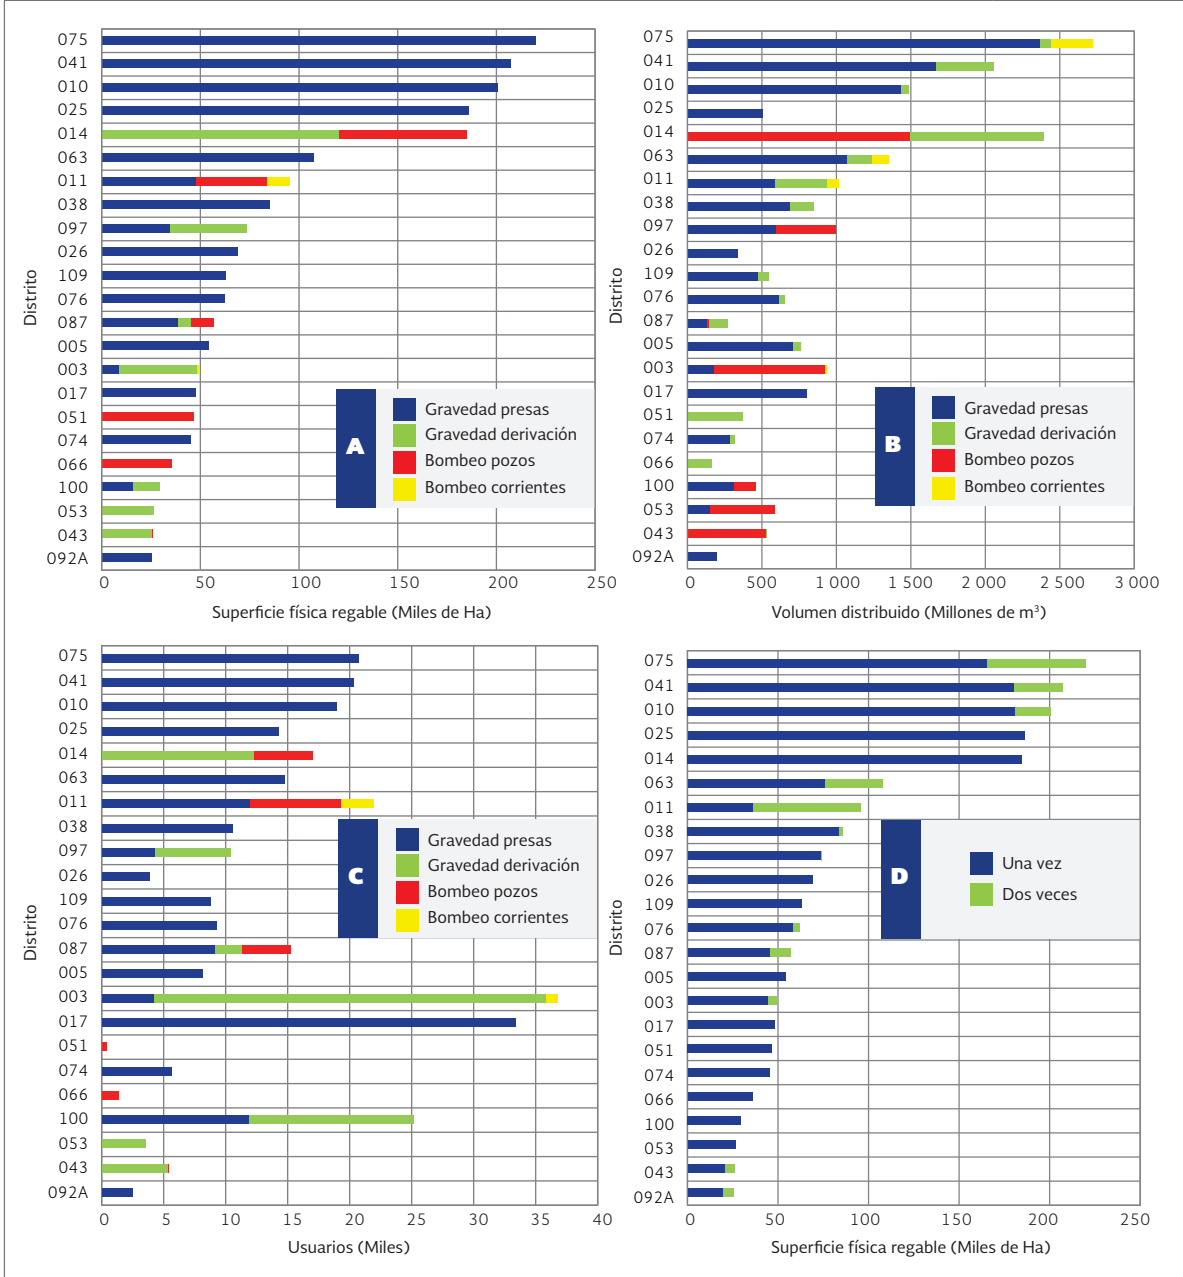 Distrito
075
041
010
025
014
063
011
038
097
026
109
076
087
005
003
017
051
074
066
100
053
043
092A
0 50 100 150 200 250
Superficie física regable (Miles de Ha)
A
Gravedad presas
Gravedad derivación
Bombeo pozos
Bombeo corrientes
Distrito
075
041
010
025
014
063
011
038
097
026
109
076
087
005
003
017
051
074
066
100
053
043
092A
0 500 1 000 1 500 2 000 2 500 3 000
Volumen distribuido (Millones de m³)
B
Gravedad presas
Gravedad derivación
Bombeo pozos
Bombeo corrientes
Distrito
075
041
010
025
014
063
011
038
097
026
109
076
087
005
003
017
051
074
066
100
053
043
092A
0 5 10 15 20 25 30 35 40
Usuarios (Miles)
C
Gravedad presas
Gravedad derivación
Bombeo pozos
Bombeo corrientes
Distrito
075
041
010
025
014
063
011
038
097
026
109
076
087
005
003
017
051
074
066
100
053
043
092A
0 50 100 150 200 250
Superficie física regable (Miles de Ha)
D
Una vez
Dos veces